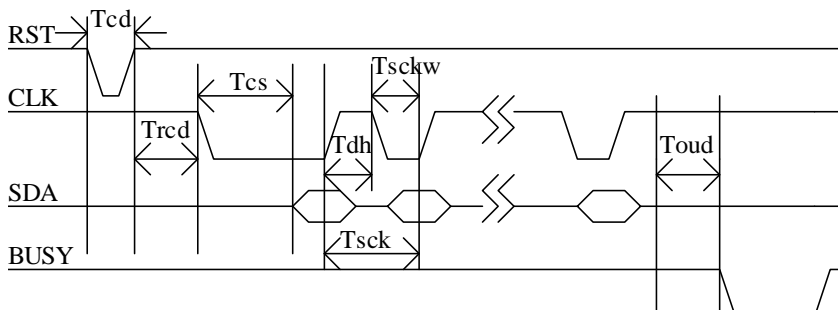 Tcd
RST
Tcs
Tsckw
CLK
Trcd
Tdh
Toud
SDA
Tsck
BUSY